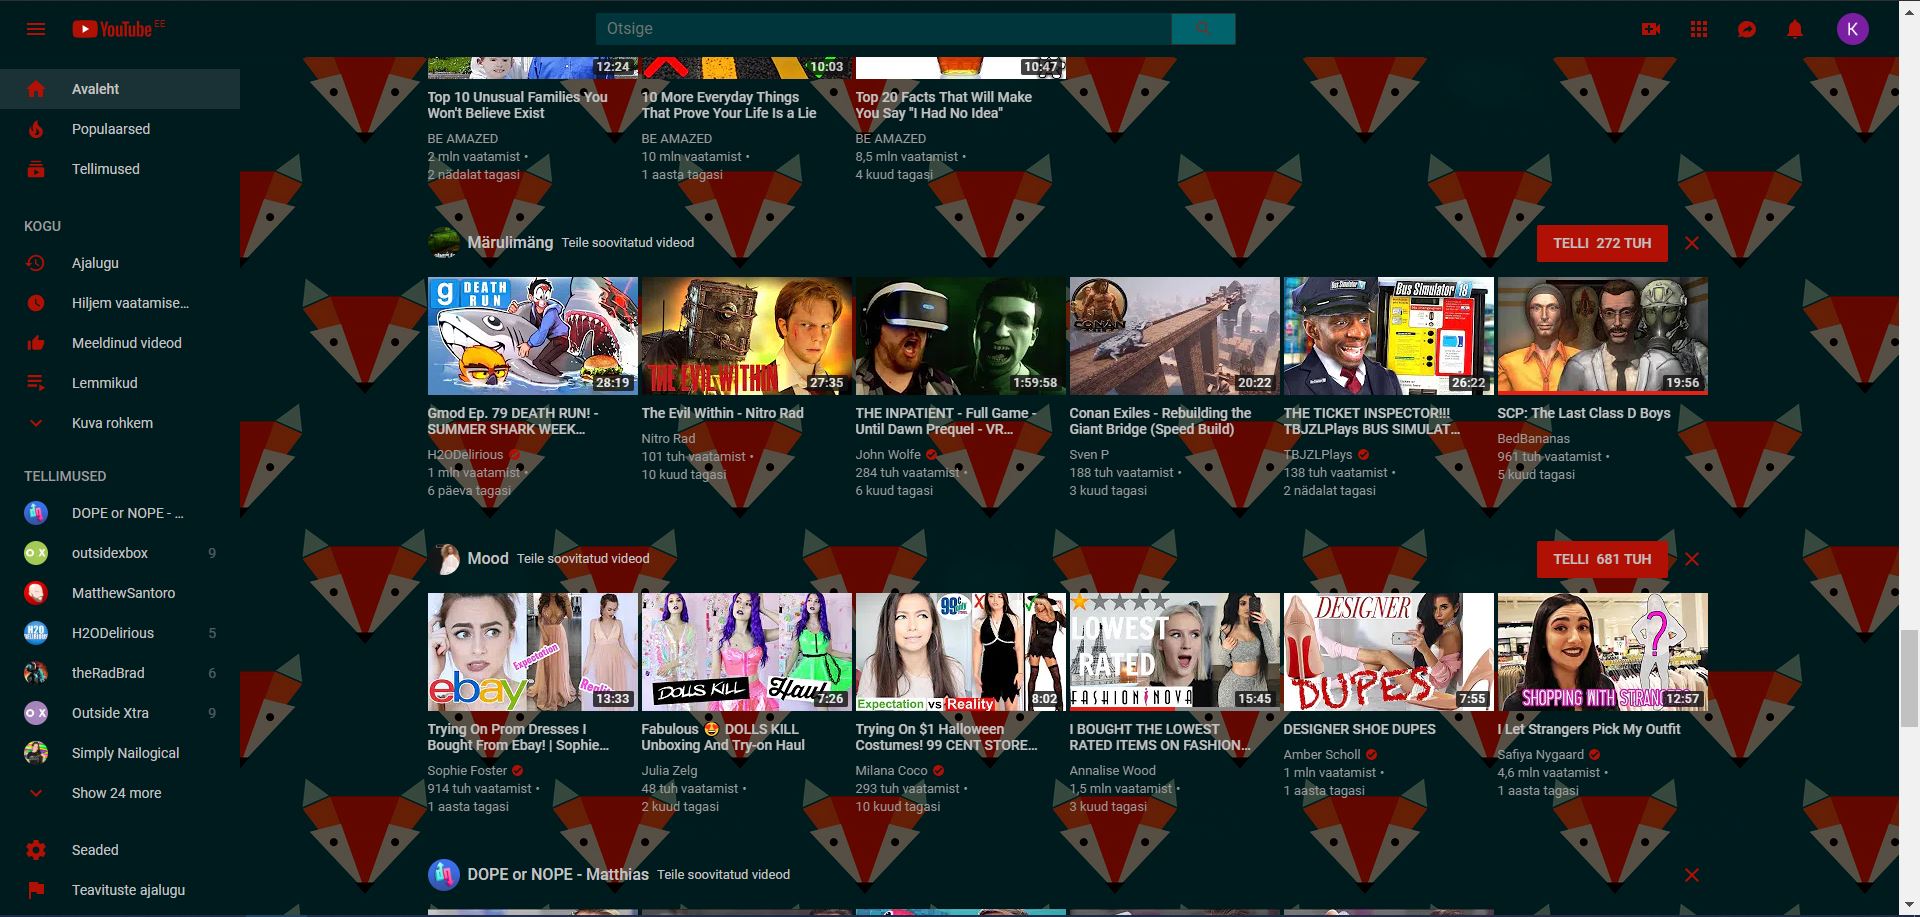 YouTube EE
Otsige
K
Avaleht
Populaarsed
Tellimused
KOGU
Ajalugu
Hiljem vaatamise...
Meeldinud videod
Lemmikud
Kuva rohkem
TELLIMUSED
DOPE or NOPE - ...
outsidexbox 9
MatthewSantoro
H2ODelirious 5
theRadBrad 6
Outside Xtra 9
Simply Nailogical
Show 24 more
Seaded
Teavituste ajalugu
12:24
10:03
10:47
Top 10 Unusual Families You
Won't Believe Exist
BE AMAZED
2 mln vaatamist •
2 nädalat tagasi
10 More Everyday Things
That Prove Your Life Is a Lie
BE AMAZED
10 mln vaatamist •
1 aasta tagasi
Top 20 Facts That Will Make
You Say "I Had No Idea"
BE AMAZED
8,5 mln vaatamist •
4 kuud tagasi
Märulimäng Teile soovitatud videod
TELLI 272 TUH
g DEATH
RUN
28:19
THE EVIL WITHIN
27:35
1:59:58
CONAN
20:22
Bus Simulator 18
26:22
19:56
Gmod Ep. 79 DEATH RUN! -
SUMMER SHARK WEEK...
H2ODelirious
1 mln vaatamist •
6 päeva tagasi
The Evil Within - Nitro Rad
Nitro Rad
101 tuh vaatamist •
10 kuud tagasi
THE INPATIENT - Full Game -
Until Dawn Prequel - VR...
John Wolfe
284 tuh vaatamist •
6 kuud tagasi
Conan Exiles - Rebuilding the
Giant Bridge (Speed Build)
Sven P
188 tuh vaatamist •
3 kuud tagasi
THE TICKET INSPECTOR!!!
TBJZLPlays BUS SIMULAT...
TBJZLPlays
138 tuh vaatamist •
2 nädalat tagasi
SCP: The Last Class D Boys
BedBananas
961 tuh vaatamist •
5 kuud tagasi
Mood Teile soovitatud videod
TELLI 681 TUH
Expectation
ebay
13:33
DOLLS KILL Haul
7:26
99¢
Expectation vs Reality
8:02
LOWEST
RATED
FASHION NOVA
15:45
DESIGNER
DUPES
7:55
?
SHOPPING WITH STRANG
12:57
Trying On Prom Dresses I
Bought From Ebay! | Sophie...
Sophie Foster
914 tuh vaatamist •
1 aasta tagasi
Fabulous 🤩 DOLLS KILL
Unboxing And Try-on Haul
Julia Zelg
48 tuh vaatamist •
2 kuud tagasi
Trying On $1 Halloween
Costumes! 99 CENT STORE...
Milana Coco
293 tuh vaatamist •
10 kuud tagasi
I BOUGHT THE LOWEST
RATED ITEMS ON FASHION...
Annalise Wood
1,5 mln vaatamist •
3 kuud tagasi
DESIGNER SHOE DUPES
Amber Scholl
1 mln vaatamist •
1 aasta tagasi
I Let Strangers Pick My Outfit
Safiya Nygaard
4,6 mln vaatamist •
1 aasta tagasi
DOPE or NOPE - Matthias Teile soovitatud videod